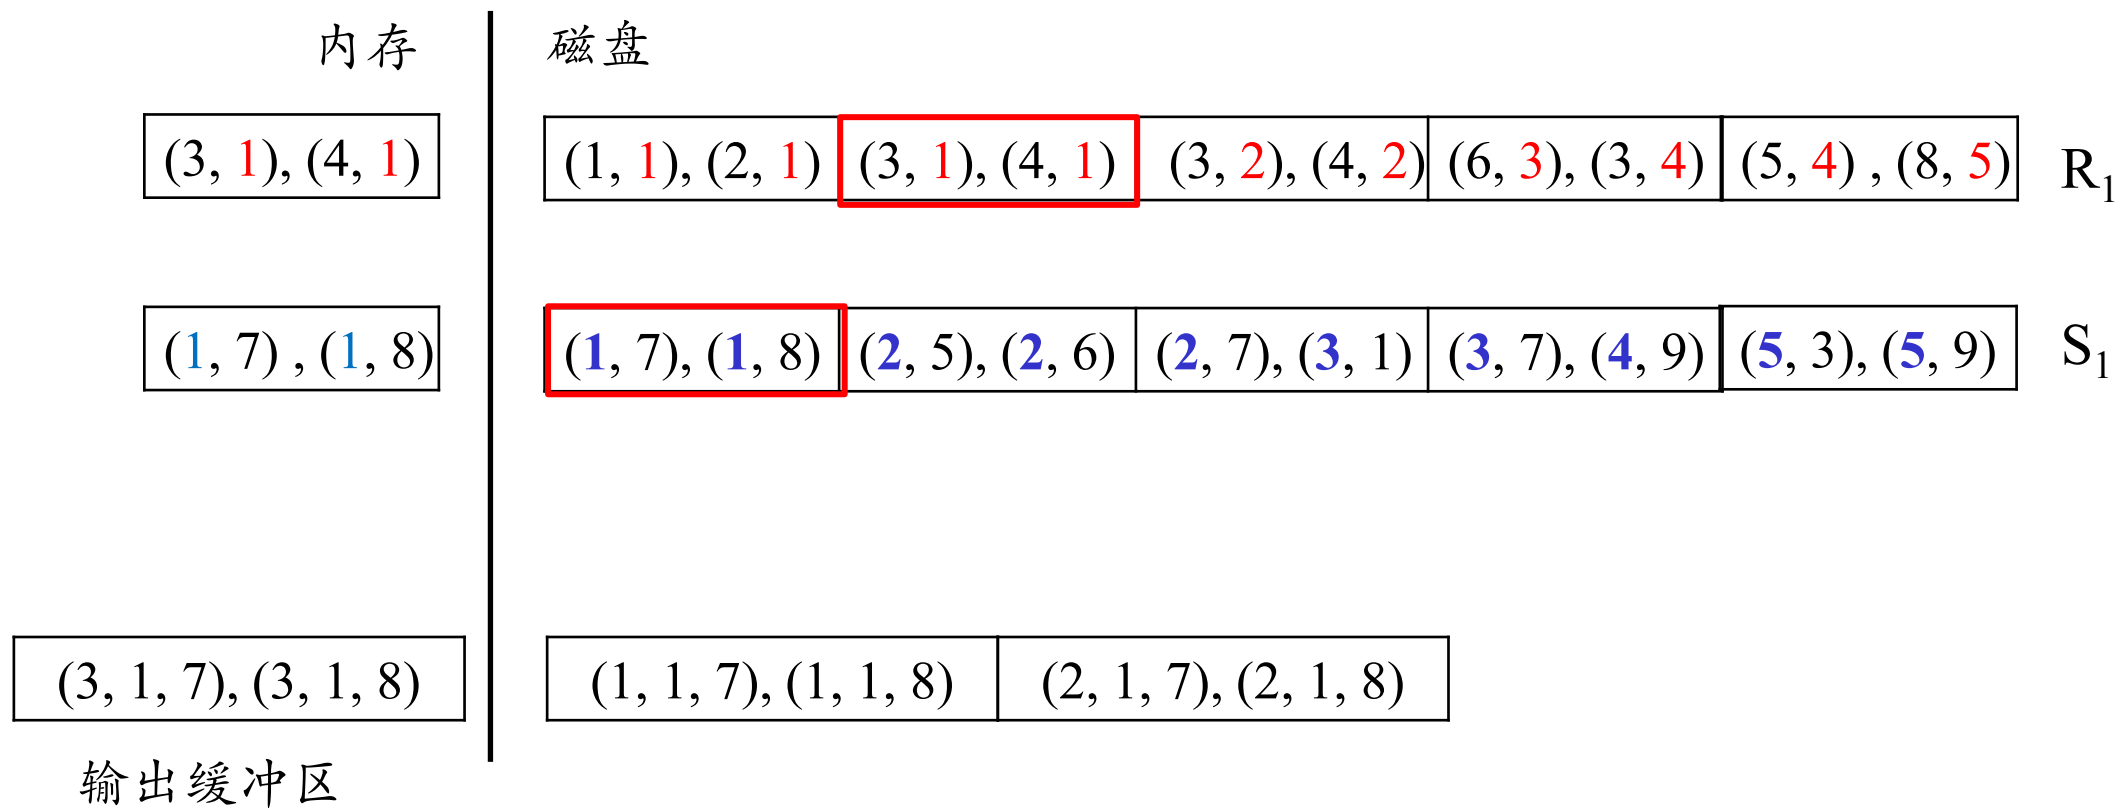 内存 磁盘
(3, 1), (4, 1) (1, 1), (2, 1) (3, 1), (4, 1) (3, 2), (4, 2) (6, 3), (3, 4) (5, 4) , (8, 5) R1
(1, 7) , (1, 8) (1, 7), (1, 8) (2, 5), (2, 6) (2, 7), (3, 1) (3, 7), (4, 9) (5, 3), (5, 9) S1
(3, 1, 7), (3, 1, 8) (1, 1, 7), (1, 1, 8) (2, 1, 7), (2, 1, 8)
输出缓冲区